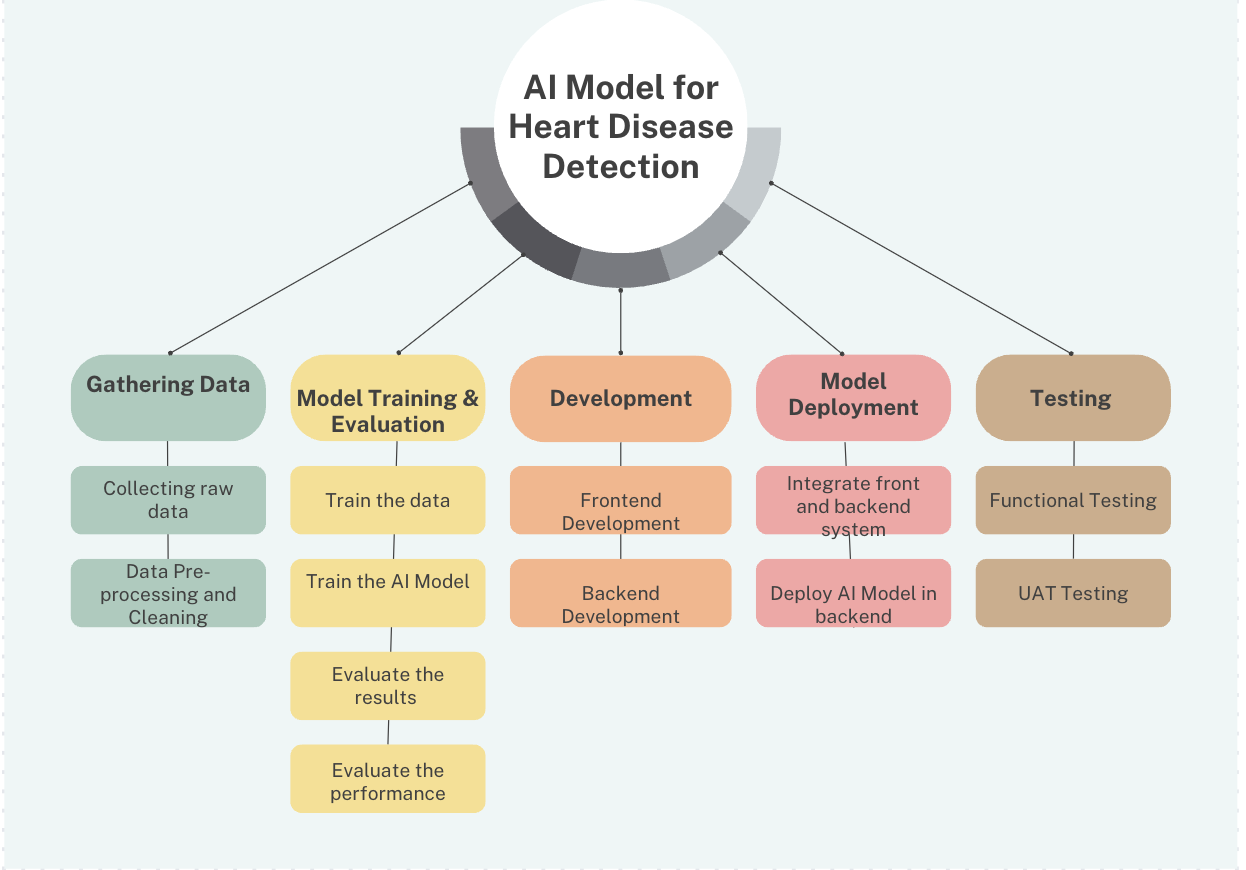 AI Model for
Heart Disease
Detection
Gathering Data
Collecting raw
data
Data Pre-
processing and
Cleaning
Model Training &
Evaluation
Train the data
Train the AI Model
Evaluate the
results
Evaluate the
performance
Development
Frontend
Development
Backend
Development
Model
Deployment
Integrate front
and backend
system
Deploy AI Model in
backend
Testing
Functional Testing
UAT Testing